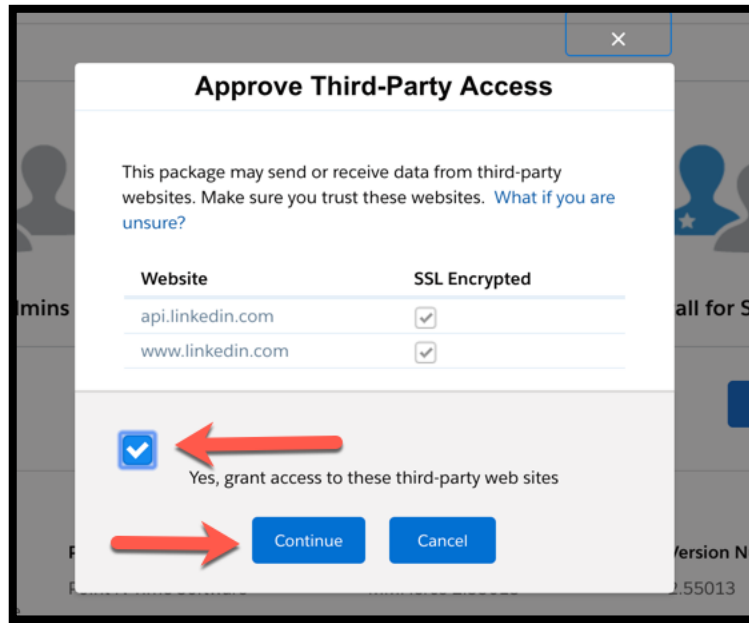 Approve Third-Party Access
This package may send or receive data from third-party
websites. Make sure you trust these websites. What if you are
unsure?
Website SSL Encrypted
api.linkedin.com
www.linkedin.com
Yes, grant access to these third-party web sites
Continue Cancel
dmins
all for S
Version N
2.55013